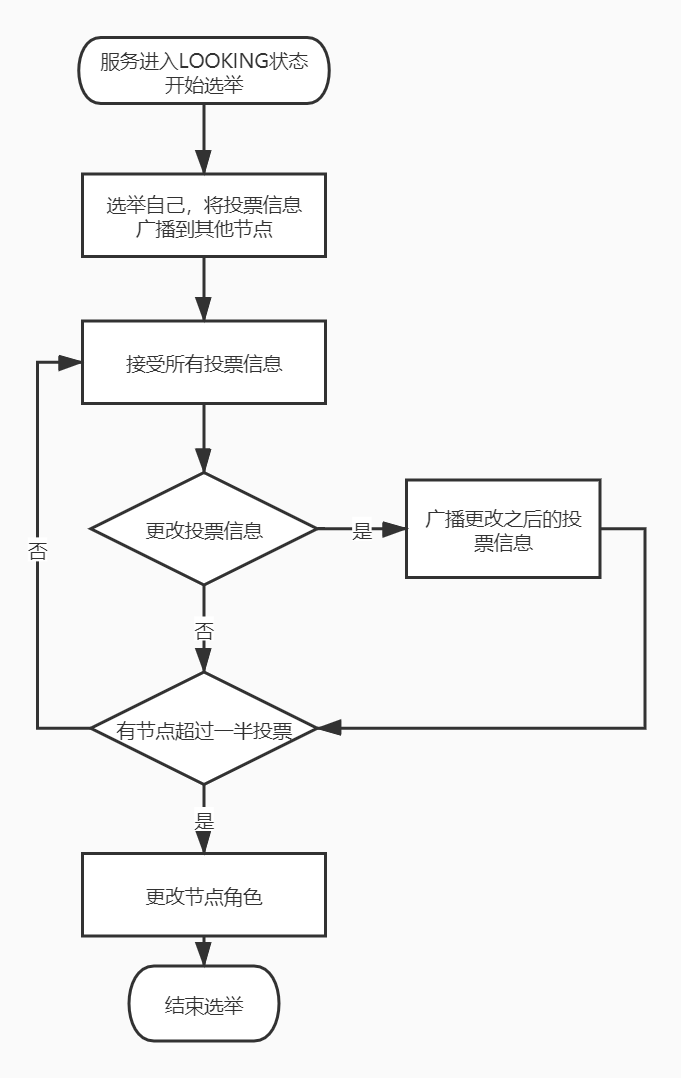 服务进入LOOKING状态
开始选举
选举自己，将投票信息
广播到其他节点
接受所有投票信息
更改投票信息
是
广播更改之后的投
票信息
否
否
有节点超过一半投票
是
更改节点角色
结束选举